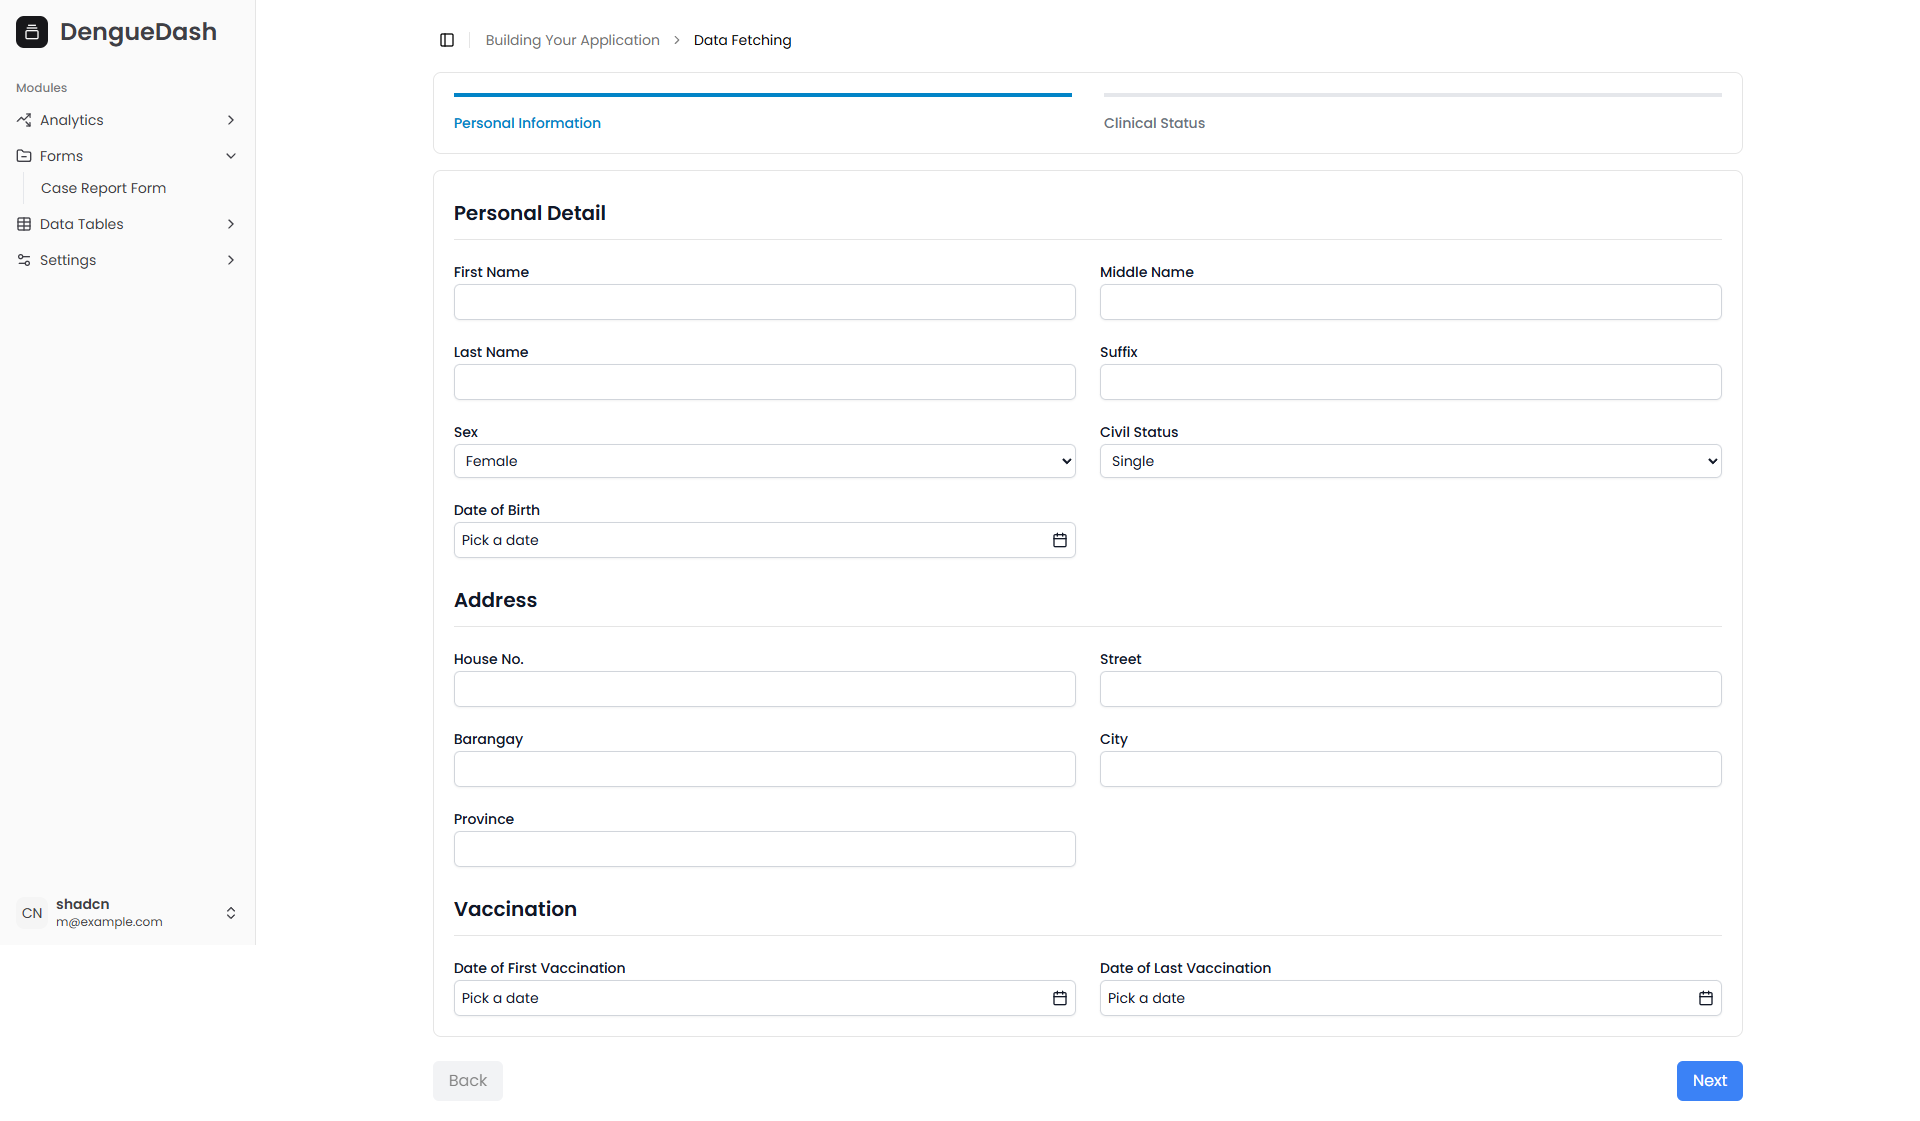 DengueDash
Modules
Analytics
Forms
Case Report Form
Data Tables
Settings
CN
shadcn
m@example.com
Building Your Application > Data Fetching
Personal Information
Clinical Status
Personal Detail
First Name
Middle Name
Last Name
Suffix
Sex
Female
Civil Status
Single
Date of Birth
Pick a date
Address
House No.
Street
Barangay
City
Province
Vaccination
Date of First Vaccination
Pick a date
Date of Last Vaccination
Pick a date
Back
Next